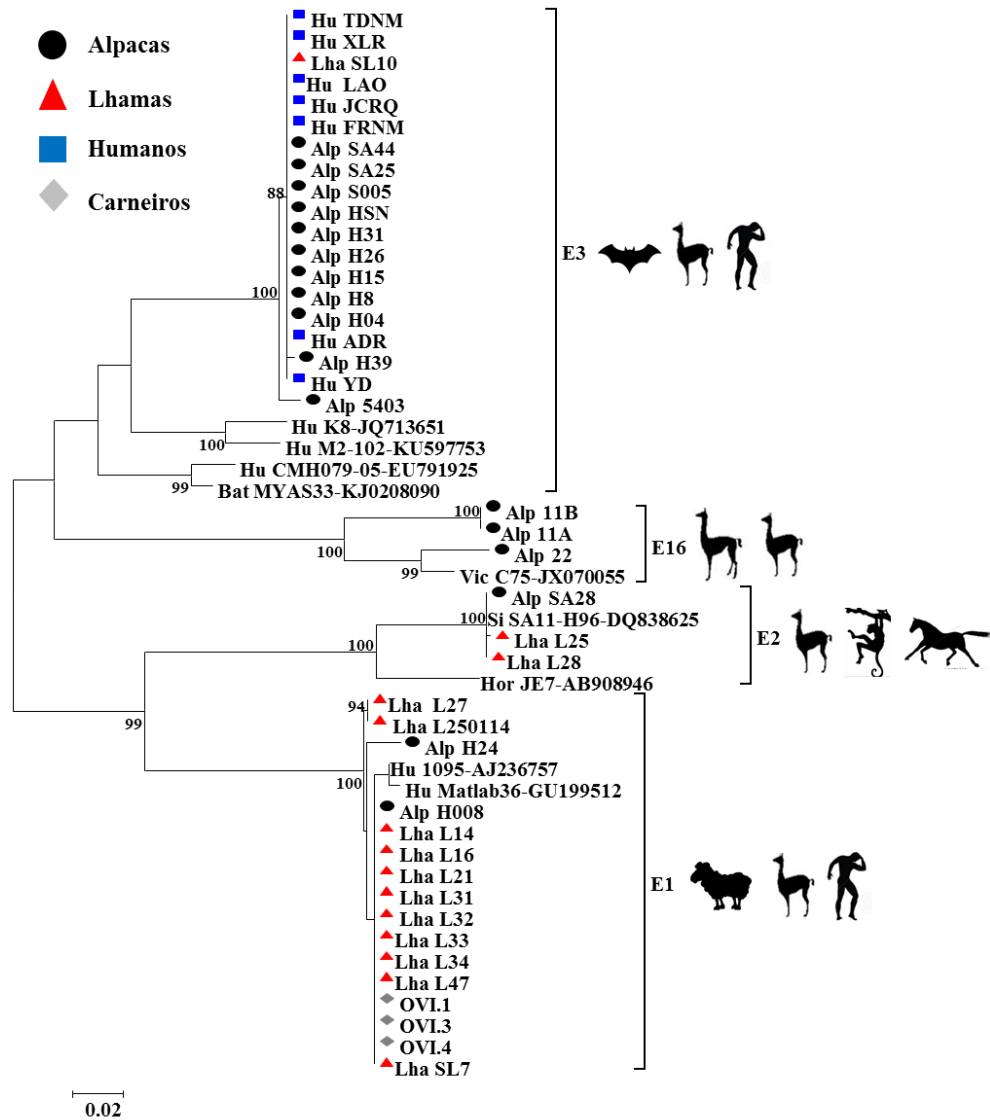 Alpacas
Lhamas
Humanos
Carneiros
Hu TDNM
Hu XLR
Lha SL10
Hu LAO
Hu JCRQ
Hu FRNM
Alp SA44
Alp SA25
88
Alp S005
Alp HSN
Alp H31
E3
Alp H26
Alp H15
100
Alp H8
Alp H04
Hu ADR
Alp H39
Hu YD
Alp 5403
Hu K8-JQ713651
100
Hu M2-102-KU597753
Hu CMH079-05-EU791925
99
Bat MYAS33-KJ0208090
100
Alp 11B
Alp 11A
E16
100
Alp 22
99
Vic C75-JX070055
Alp SA28
100
Si SA11-H96-DQ838625
E2
100
Lha L25
Lha L28
Hor JE7-AB908946
94
Lha L27
99
Lha L250114
Alp H24
Hu 1095-AJ236757
100
Hu Matlab36-GU199512
Alp H008
Lha L14
Lha L16
Lha L21
E1
Lha L31
Lha L32
Lha L33
Lha L34
Lha L47
OVI.1
OVI.3
OVI.4
Lha SL7
0.02